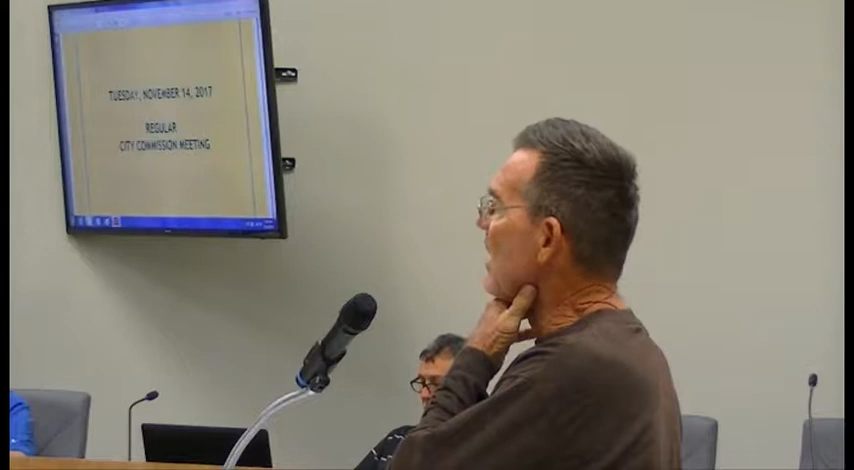 TUESDAY, NOVEMBER 14, 2017
REGULAR
CITY COMMISSION MEETING